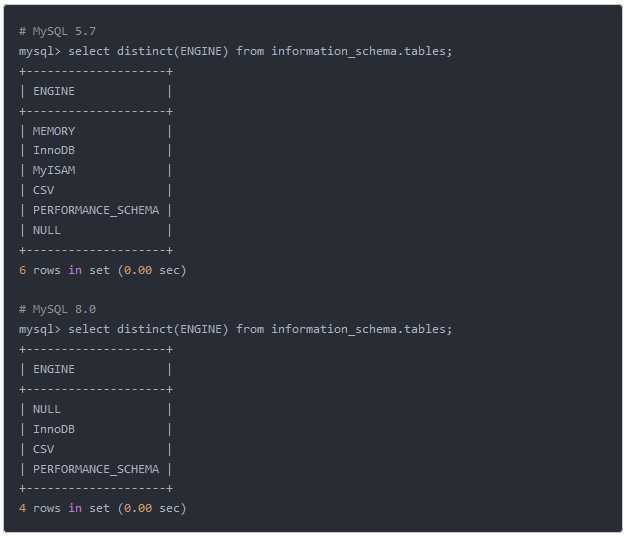 # MySQL 5.7
mysql> select distinct(ENGINE) from information_schema.tables;
+--------------------+
| ENGINE             |
+--------------------+
| MEMORY             |
| InnoDB             |
| MyISAM             |
| CSV                |
| PERFORMANCE_SCHEMA |
| NULL               |
+--------------------+
6 rows in set (0.00 sec)

# MySQL 8.0
mysql> select distinct(ENGINE) from information_schema.tables;
+--------------------+
| ENGINE             |
+--------------------+
| NULL               |
| InnoDB             |
| CSV                |
| PERFORMANCE_SCHEMA |
+--------------------+
4 rows in set (0.00 sec)